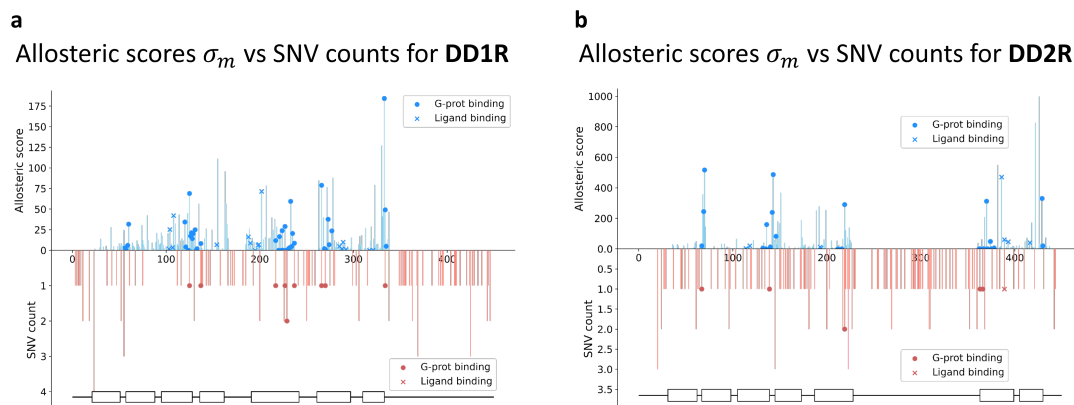 a
Allosteric scores σm vs SNV counts for DD1R
175
150
125
100
75
50
25
0
Allosteric score
G-prot binding
Ligand binding
0
100
200
300
400
1
2
3
4
SNV count
G-prot binding
Ligand binding
b
Allosteric scores σm vs SNV counts for DD2R
1000
800
600
400
200
0
Allosteric score
G-prot binding
Ligand binding
0
100
200
300
400
0.0
0.5
1.0
1.5
2.0
2.5
3.0
3.5
SNV count
G-prot binding
Ligand binding